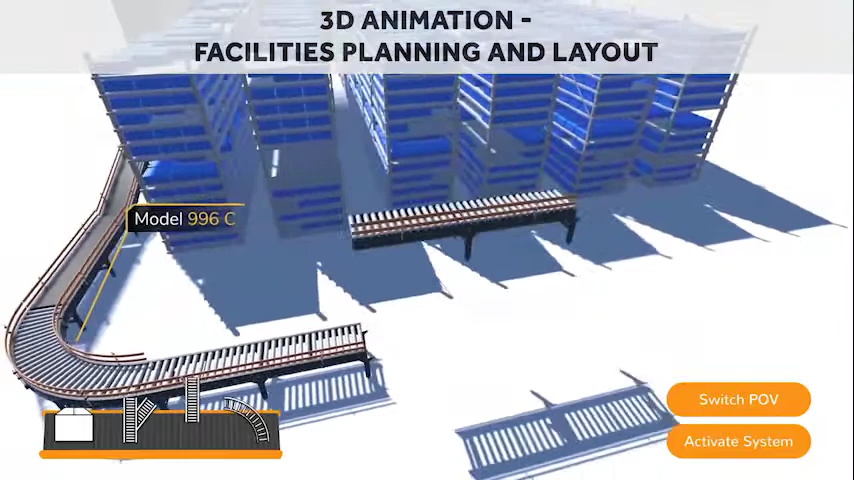 3D ANIMATION -
FACILITIES PLANNING AND LAYOUT
Model 996 C
Switch POV
Activate System